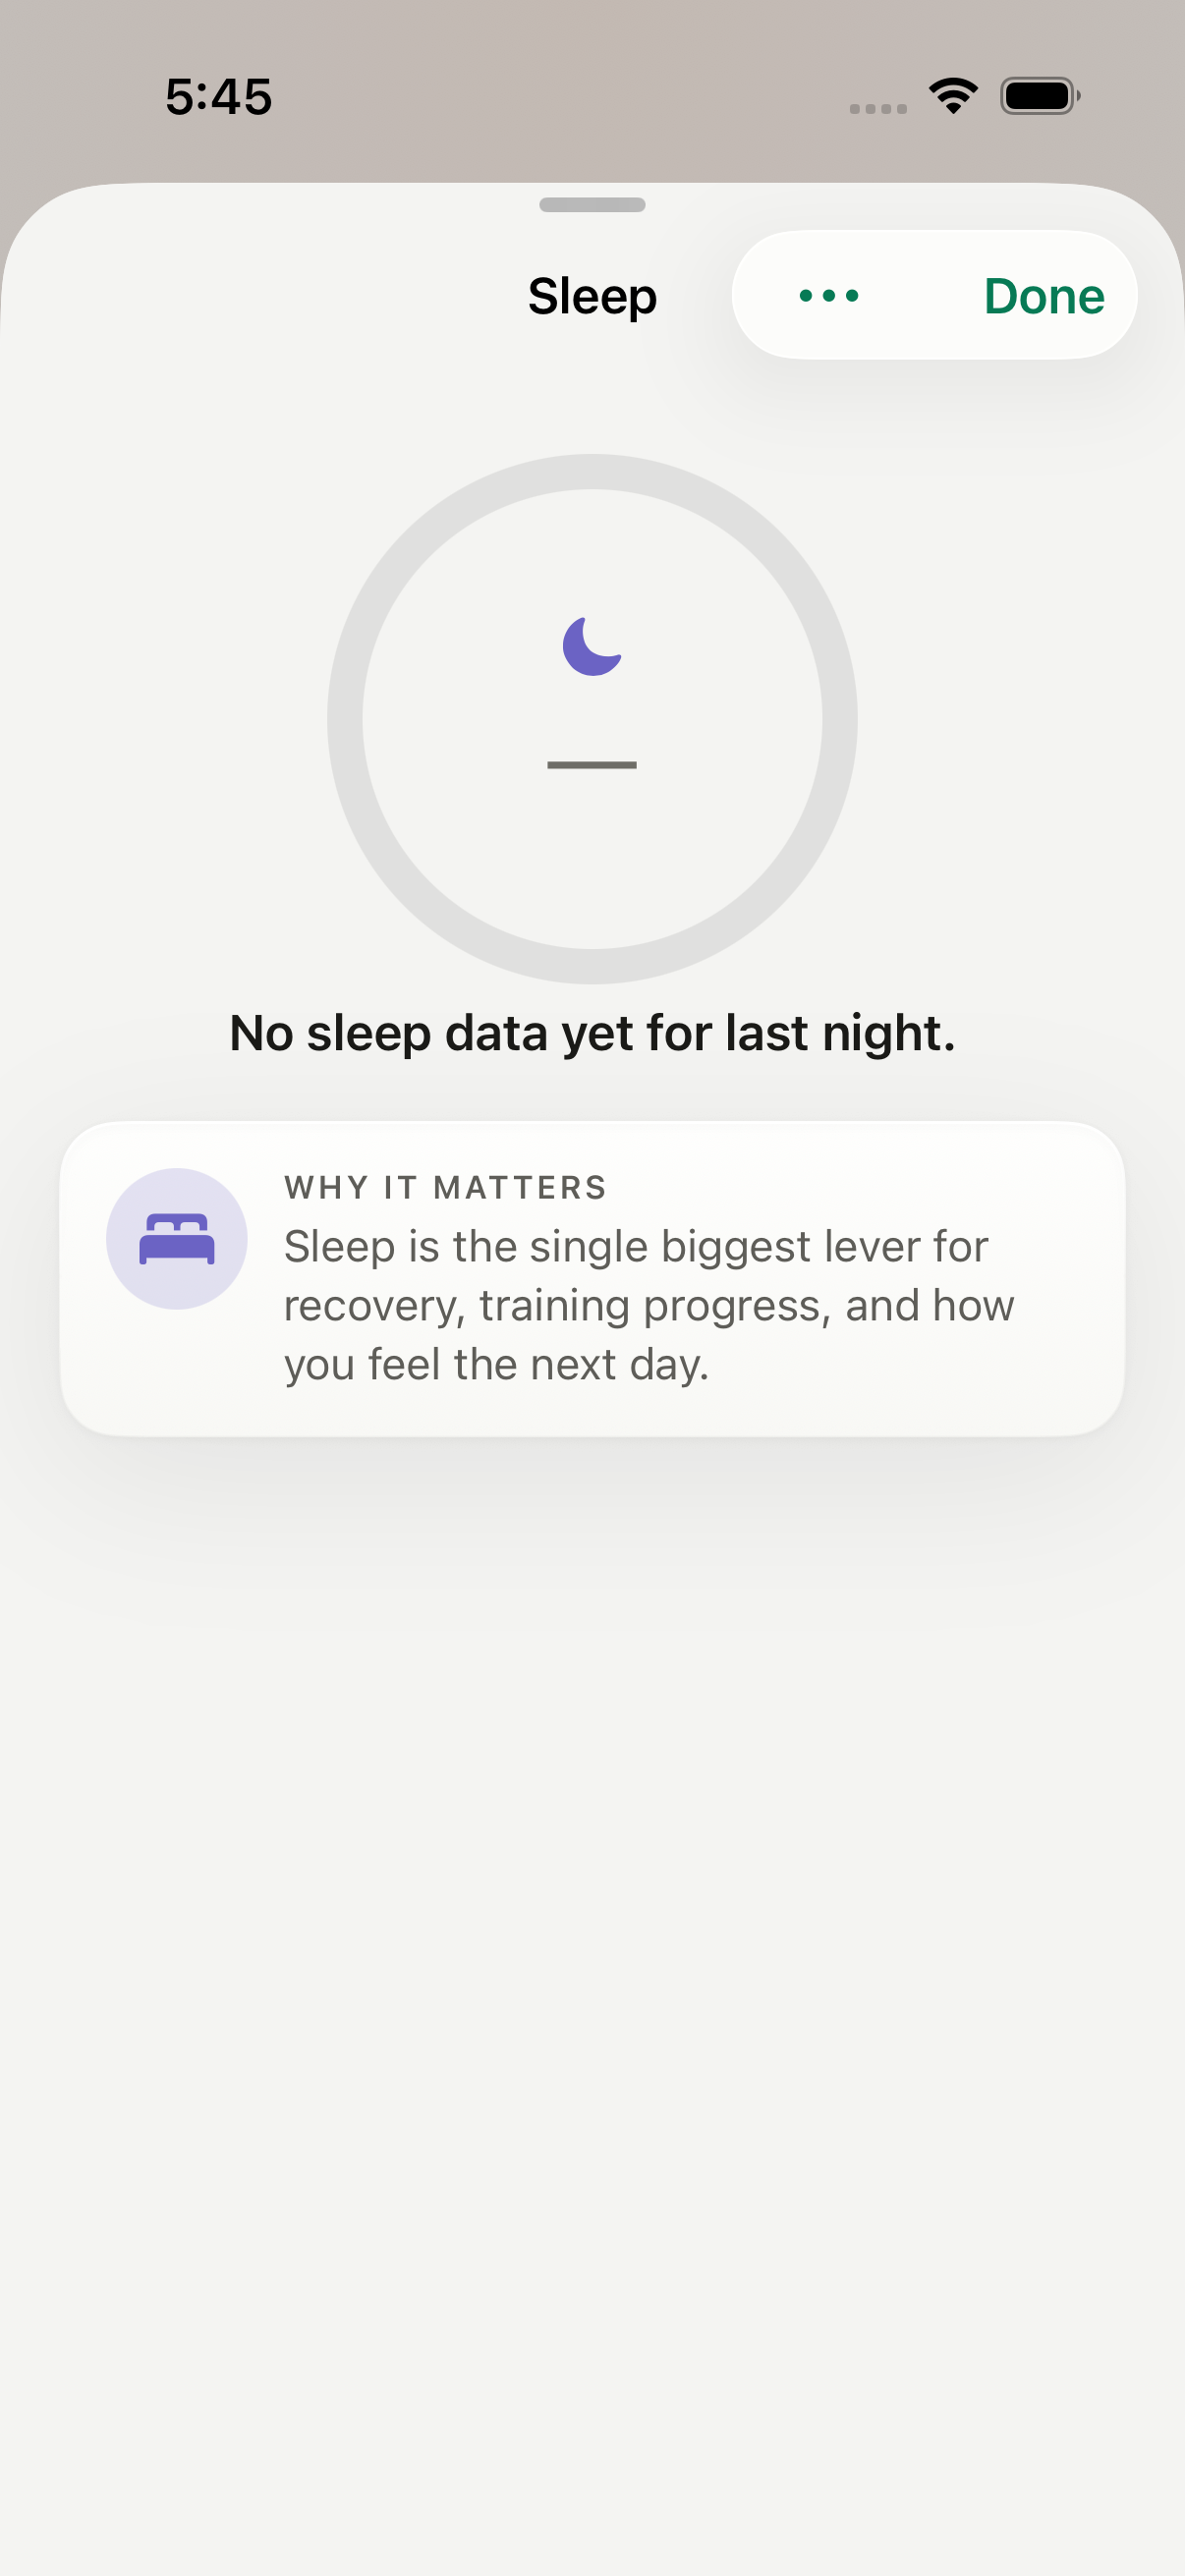 5:45
Sleep
Done
—
No sleep data yet for last night.
WHY IT MATTERS
Sleep is the single biggest lever for
recovery, training progress, and how
you feel the next day.